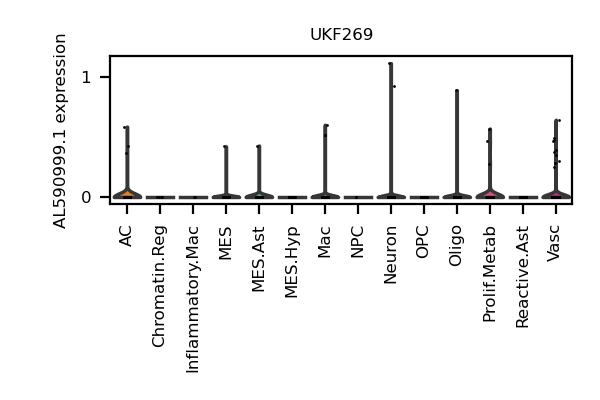 UKF269
AL590999.1 expression
1
0
AC
Chromatin.Reg
Inflammatory.Mac
MES
MES.Ast
MES.Hyp
Mac
NPC
Neuron
OPC
Oligo
Prolif.Metab
Reactive.Ast
Vasc